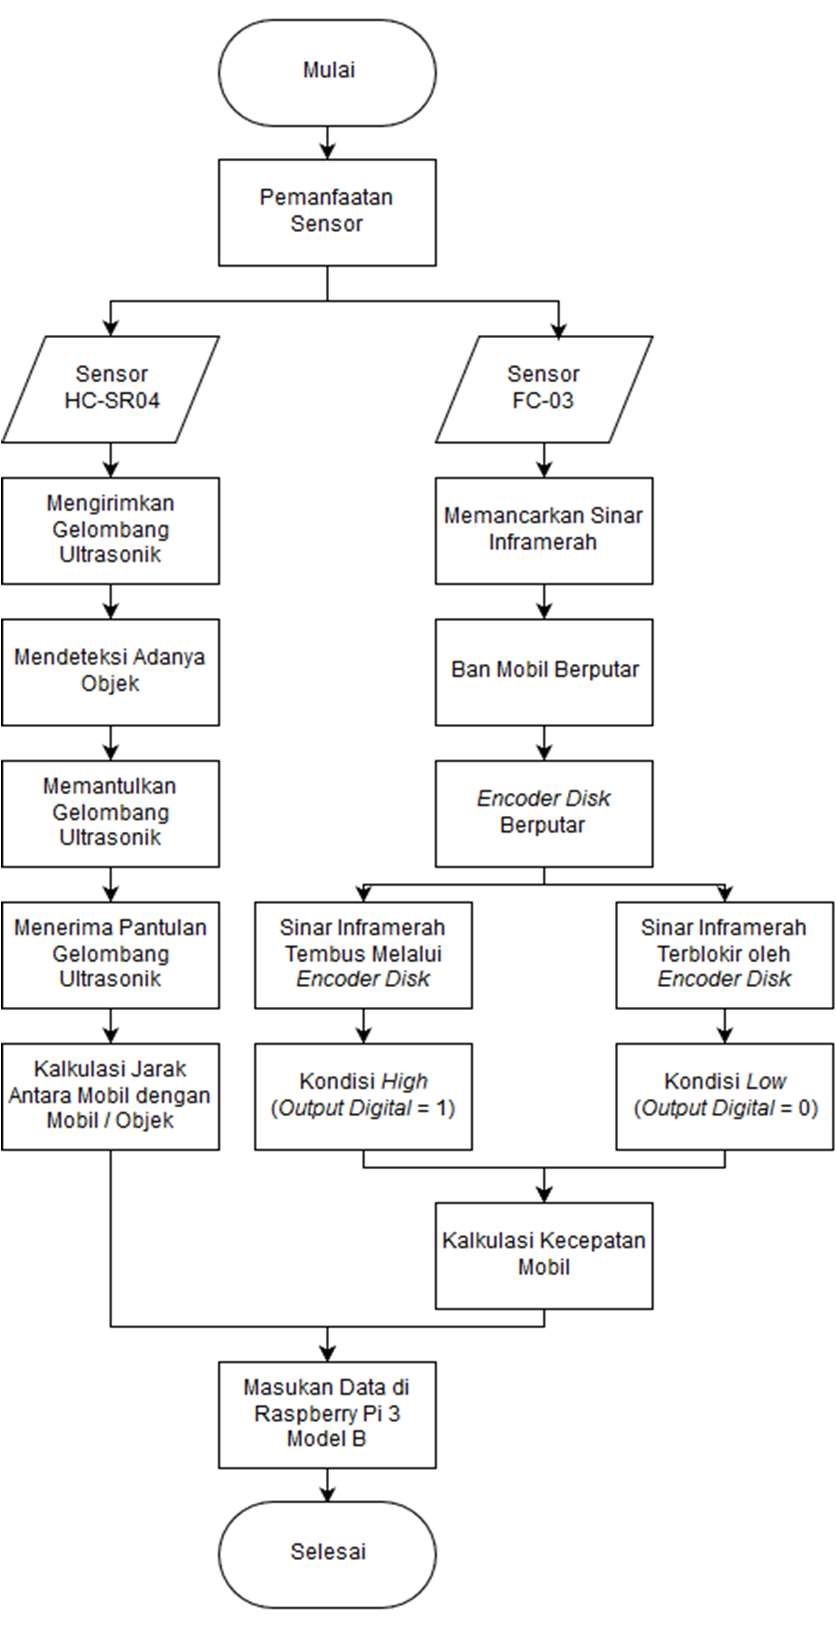 Mulai
Pemanfaatan
Sensor
Sensor
HC-SR04
Sensor
FC-03
Mengirimkan
Gelombang
Ultrasonik
Memancarkan Sinar
Inframerah
Mendeteksi Adanya
Objek
Ban Mobil Berputar
Memantulkan
Gelombang
Ultrasonik
Encoder Disk
Berputar
Menerima Pantulan
Gelombang
Ultrasonik
Sinar Inframerah
Tembus Melalui
Encoder Disk
Sinar Inframerah
Terblokir oleh
Encoder Disk
Kalkulasi Jarak
Antara Mobil dengan
Mobil / Objek
Kondisi High
(Output Digital = 1)
Kondisi Low
(Output Digital = 0)
Kalkulasi Kecepatan
Mobil
Masukan Data di
Raspberry Pi 3
Model B
Selesai